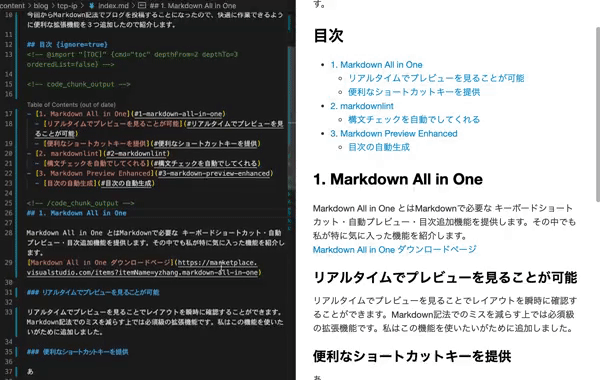 content > blog > tcp-ip > index.md > ## 1. Markdown All in One
今回からMarkdown記法でブログを投稿することになったので、快適に作業できるよう
に便利な拡張機能を３つ追加したので紹介します。
11
12 ## 目次 {ignore=true}
13 <!-- @import "[TOC]" {cmd="toc" depthFrom=2 depthTo=3
orderedList=false} -->
14
15 <!-- code_chunk_output -->
16
Table of Contents (out of date)
17 - [1. Markdown All in One](#1-markdown-all-in-one)
18 - [リアルタイムでプレビューを見ることが可能](#リアルタイムでプレビューを見
ることが可能)
19 - [便利なショートカットキーを提供](#便利なショートカットキーを提供)
20 - [2. markdownlint](#2-markdownlint)
21 - [構文チェックを自動でしてくれる](#構文チェックを自動でしてくれる)
22 - [3. Markdown Preview Enhanced](#3-markdown-preview-enhanced)
23 - [目次の自動生成](#目次の自動生成)
24
25 <!-- /code_chunk_output -->
26 ## 1. Markdown All in One
27
28 Markdown All in One とはMarkdownで必要な キーボードショートカット・自動
プレビュー・目次追加機能を提供します。その中でも私が特に気に入った機能を紹介しま
す。
29 [Markdown All in One ダウンロードページ](https://marketplace.
visualstudio.com/items?itemName=yzhang.markdown-all-in-one)
30
31 ### リアルタイムでプレビューを見ることが可能
32
33 リアルタイムでプレビューを見ることでレイアウトを瞬時に確認することができます。
Markdown記法でのミスを減らす上では必須級の拡張機能です。私はこの機能を使いた
いがために追加しました。
34
35 ### 便利なショートカットキーを提供
36
37 あ
す。
目次
• 1. Markdown All in One
◦ リアルタイムでプレビューを見ることが可能
◦ 便利なショートカットキーを提供
• 2. markdownlint
◦ 構文チェックを自動でしてくれる
• 3. Markdown Preview Enhanced
◦ 目次の自動生成
1. Markdown All in One
Markdown All in One とはMarkdownで必要な キーボードショート
カット・自動プレビュー・目次追加機能を提供します。その中でも
私が特に気に入った機能を紹介します。
Markdown All in One ダウンロードページ
リアルタイムでプレビューを見ることが可能
リアルタイムでプレビューを見ることでレイアウトを瞬時に確認す
ることができます。Markdown記法でのミスを減らす上では必須級
の拡張機能です。私はこの機能を使いたいがために追加しました。
便利なショートカットキーを提供
あ